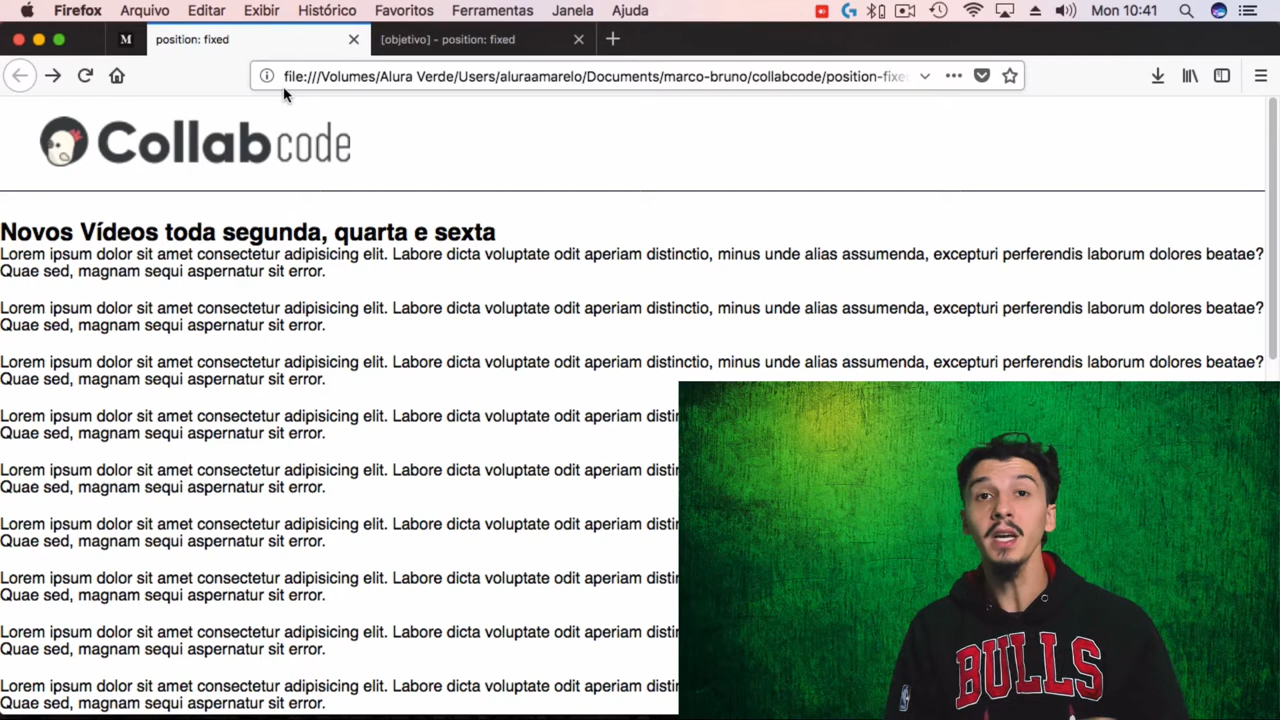 Firefox Arquivo Editar Exibir Histórico Favoritos Ferramentas Janela Ajuda Mon 10:41
M position: fixed [objetivo] - position: fixed
file:///Volumes/Alura Verde/Users/aluraamarelo/Documents/marco-bruno/collabcode/position-fixe
Collabcode
Novos Vídeos toda segunda, quarta e sexta
Lorem ipsum dolor sit amet consectetur adipisicing elit. Labore dicta voluptate odit aperiam distinctio, minus unde alias assumenda, excepturi perferendis laborum dolores beatae?
Quae sed, magnam sequi aspernatur sit error.
Lorem ipsum dolor sit amet consectetur adipisicing elit. Labore dicta voluptate odit aperiam distinctio, minus unde alias assumenda, excepturi perferendis laborum dolores beatae?
Quae sed, magnam sequi aspernatur sit error.
Lorem ipsum dolor sit amet consectetur adipisicing elit. Labore dicta voluptate odit aperiam distinctio, minus unde alias assumenda, excepturi perferendis laborum dolores beatae?
Quae sed, magnam sequi aspernatur sit error.
Lorem ipsum dolor sit amet consectetur adipisicing elit. Labore dicta voluptate odit aperiam distin
Quae sed, magnam sequi aspernatur sit error.
Lorem ipsum dolor sit amet consectetur adipisicing elit. Labore dicta voluptate odit aperiam distin
Quae sed, magnam sequi aspernatur sit error.
Lorem ipsum dolor sit amet consectetur adipisicing elit. Labore dicta voluptate odit aperiam distin
Quae sed, magnam sequi aspernatur sit error.
Lorem ipsum dolor sit amet consectetur adipisicing elit. Labore dicta voluptate odit aperiam distin
Quae sed, magnam sequi aspernatur sit error.
Lorem ipsum dolor sit amet consectetur adipisicing elit. Labore dicta voluptate odit aperiam distin
Quae sed, magnam sequi aspernatur sit error.
Lorem ipsum dolor sit amet consectetur adipisicing elit. Labore dicta voluptate odit aperiam distin
Quae sed, magnam sequi aspernatur sit error.
BULLS